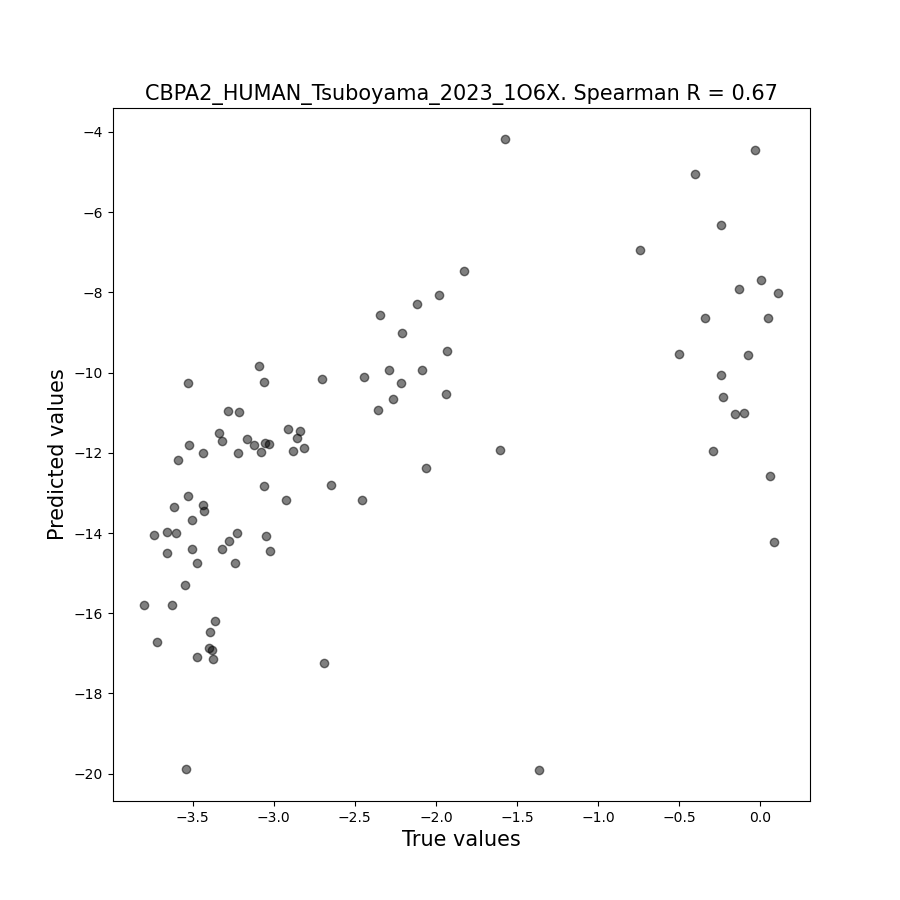 CBPA2_HUMAN_Tsuboyama_2023_1O6X. Spearman R = 0.67
−4
−6
−8
−10
−12
−14
−16
−18
−20
Predicted values
−3.5 −3.0 −2.5 −2.0 −1.5 −1.0 −0.5 0.0
True values